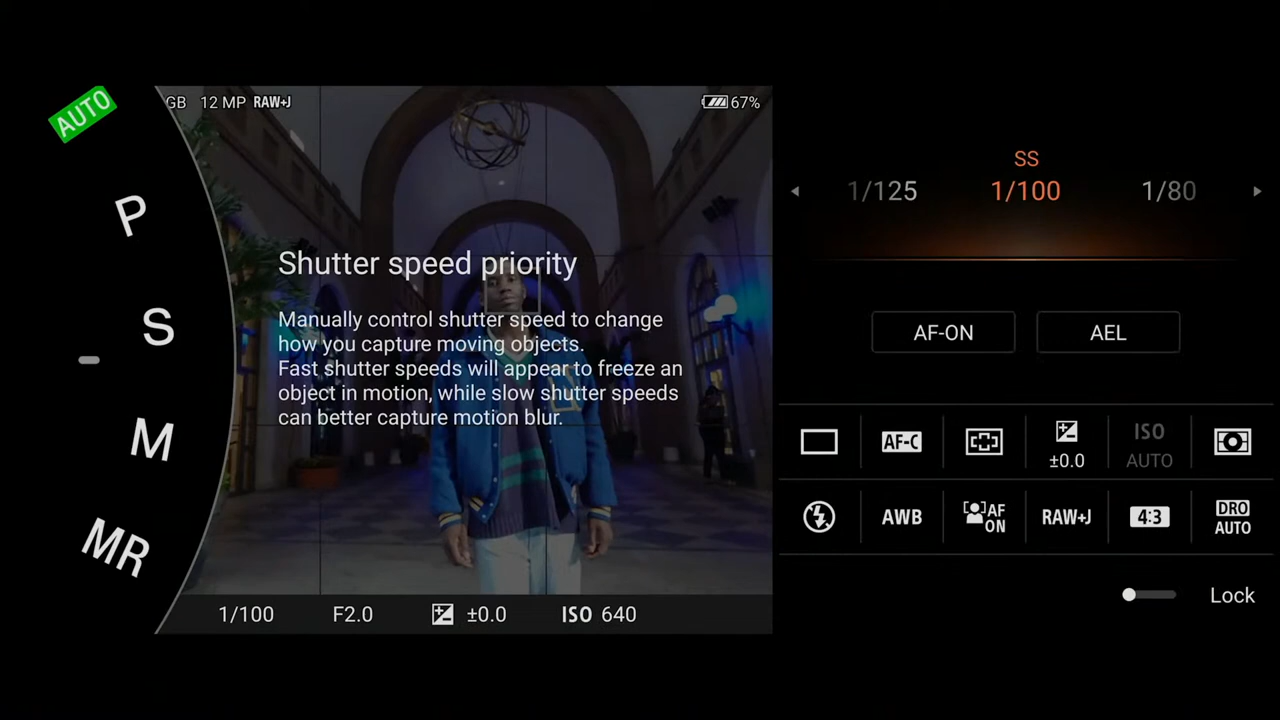 AUTO
P
S
M
MR
GB 12 MP RAW+J
67%
Shutter speed priority
Manually control shutter speed to change
how you capture moving objects.
Fast shutter speeds will appear to freeze an
object in motion, while slow shutter speeds
can better capture motion blur.
1/100 F2.0 ±0.0 ISO 640
SS
1/125 1/100 1/80
AF-ON AEL
AF-C ±0.0 ISO AUTO
AWB AF ON RAW+J 4:3 DRO AUTO
Lock